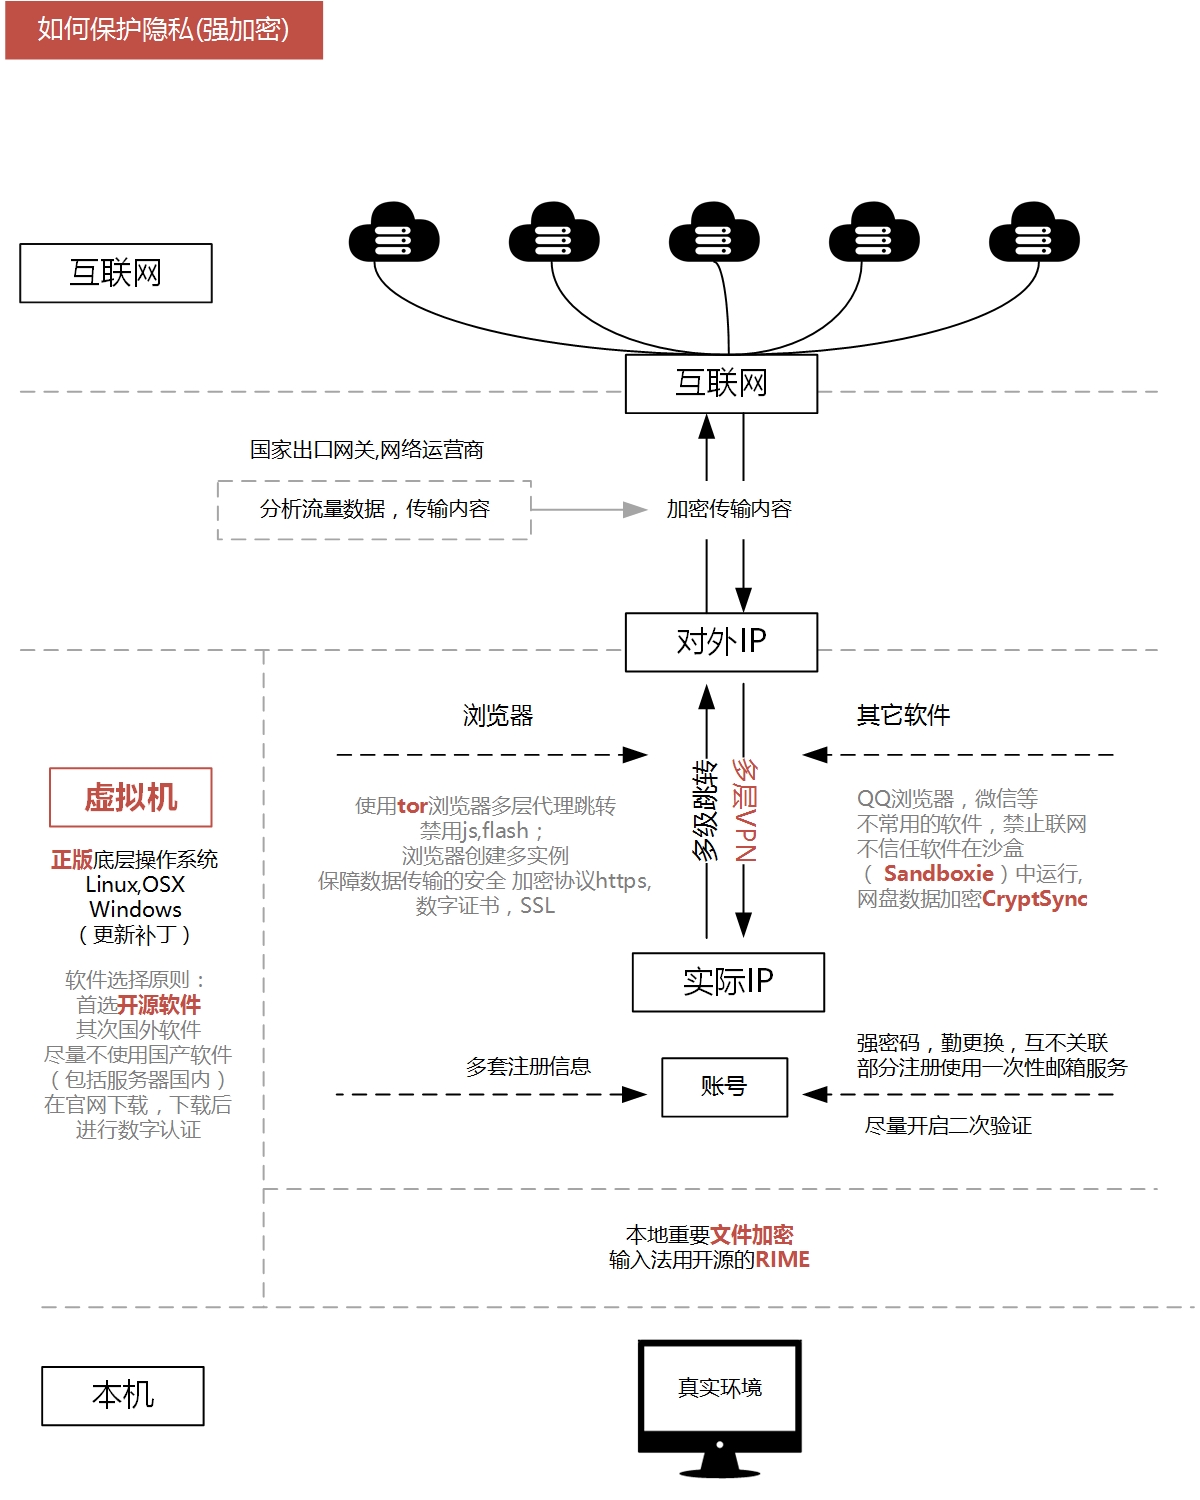 如何保护隐私(强加密)
互联网
互联网
国家出口网关,网络运营商
分析流量数据，传输内容
加密传输内容
对外IP
浏览器
其它软件
多级跳转
多层VPN
使用tor浏览器多层代理跳转
禁用js,flash；
浏览器创建多实例
保障数据传输的安全 加密协议https,
数字证书，SSL
QQ浏览器，微信等
不常用的软件，禁止联网
不信任软件在沙盒
（ Sandboxie）中运行,
网盘数据加密CryptSync
虚拟机
正版底层操作系统
Linux,OSX
Windows
（更新补丁）
软件选择原则：
首选开源软件
其次国外软件
尽量不使用国产软件
（包括服务器国内）
在官网下载，下载后
进行数字认证
实际IP
多套注册信息
账号
强密码，勤更换，互不关联
部分注册使用一次性邮箱服务
尽量开启二次验证
本地重要文件加密
输入法用开源的RIME
本机
真实环境